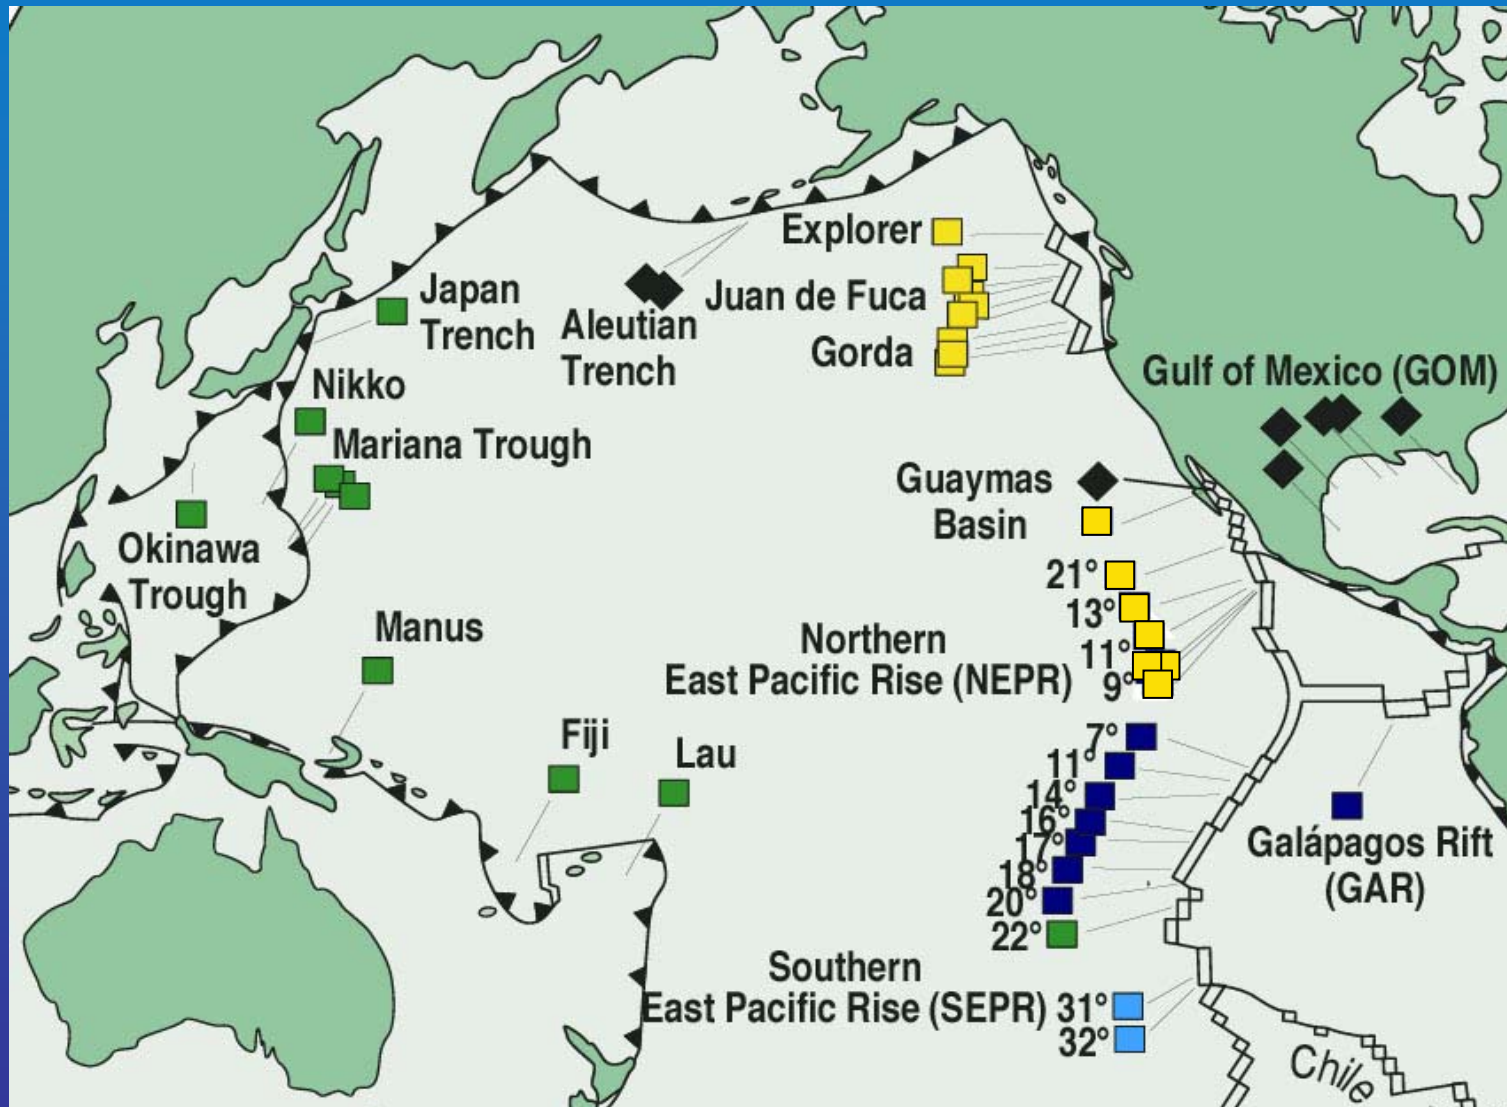 Explorer
Japan
Trench
Juan de Fuca
Aleutian
Trench
Gorda
Gulf of Mexico (GOM)
Nikko
Mariana Trough
Guaymas
Basin
Okinawa
Trough
21°
13°
Manus
Northern
East Pacific Rise (NEPR)
11°
9°
Fiji
Lau
7°
11°
14°
16°
17°
18°
20°
22°
Galápagos Rift
(GAR)
Southern
East Pacific Rise (SEPR) 31°
32°
Chile